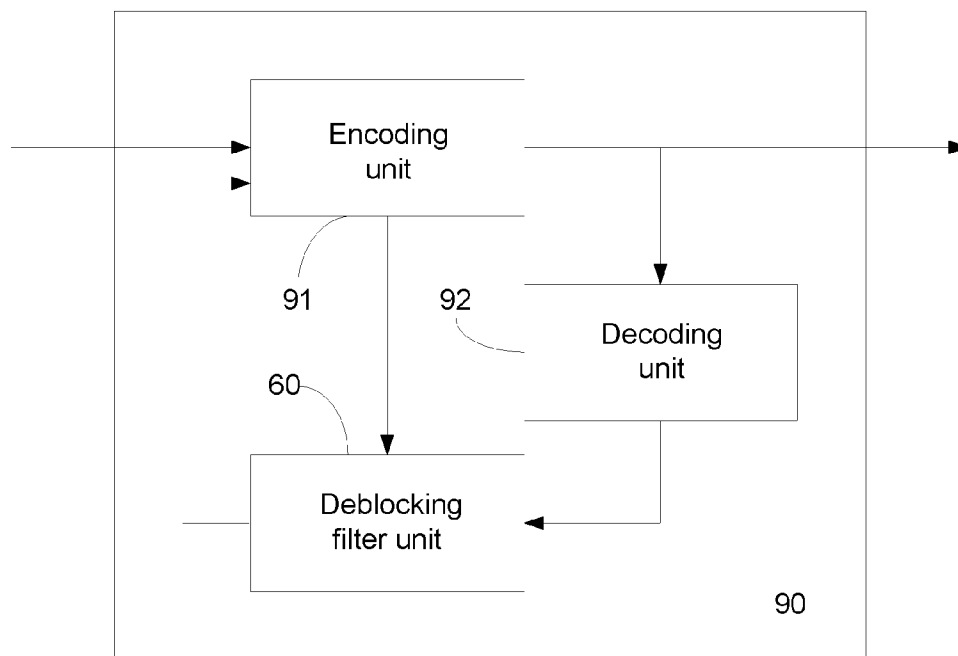 Encoding
unit
91
92
Decoding
unit
60
Deblocking
filter unit
90